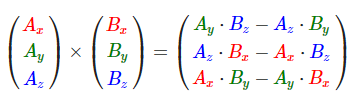 (A_x) × (B_x) = (A_y · B_z − A_z · B_y)
(A_y) × (B_y) = (A_z · B_x − A_x · B_z)
(A_z) × (B_z) = (A_x · B_y − A_y · B_x)